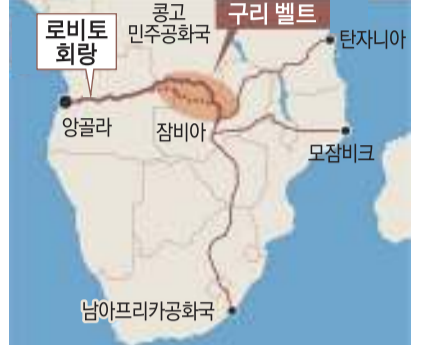 콩고
민주공화국
구리 벨트
로비토
회랑
탄자니아
앙골라
잠비아
모잠비크
남아프리카공화국